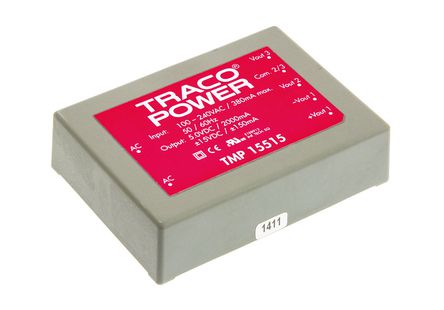 TRACO®
POWER
Input: 100 - 240VAC / 380mA max.
50 / 60Hz
Output: 5.0VDC / 2000mA
±15VDC / ±150mA
TMP 15515
AC
AC
Vout 3
Com. 2/3
Vout 2
-Vout 1
+Vout 1
CE
1411